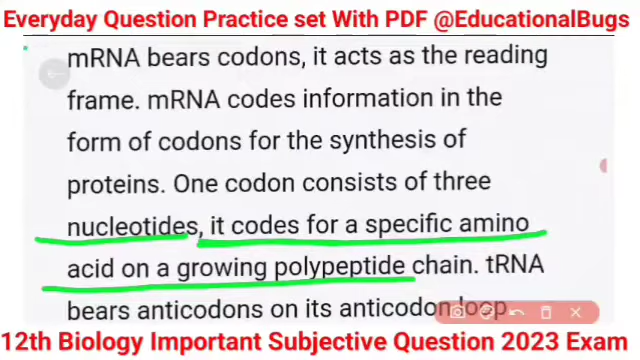 Everyday Question Practice set With PDF @EducationalBugs
mRNA bears codons, it acts as the reading
frame. mRNA codes information in the
form of codons for the synthesis of
proteins. One codon consists of three
nucleotides, it codes for a specific amino
acid on a growing polypeptide chain. tRNA
bears anticodons on its anticodon loop
12th Biology Important Subjective Question 2023 Exam